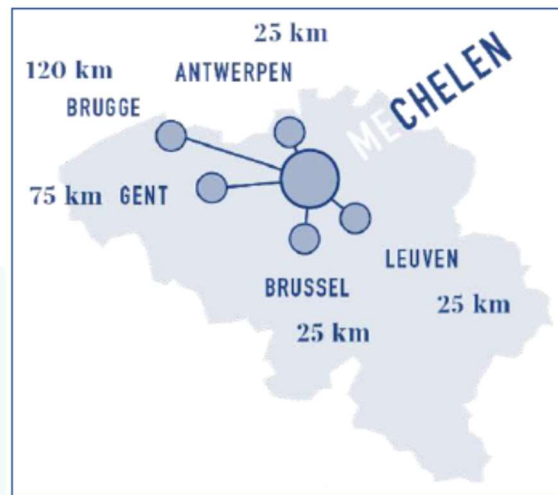 25 km
120 km
ANTWERPEN
MECHELEN
BRUGGE
75 km GENT
LEUVEN
BRUSSEL
25 km
25 km